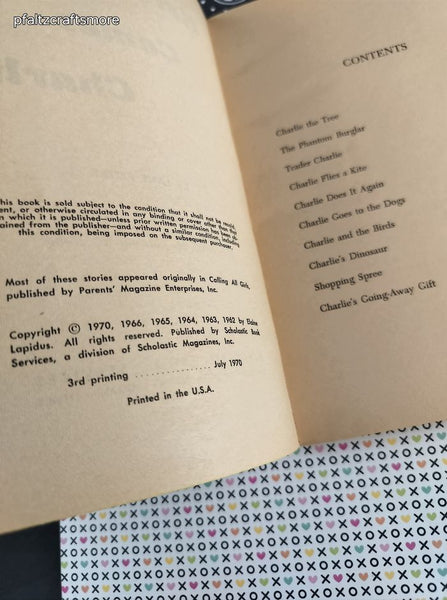 pfaltzcraftsmore
his book is sold subject to the condition that it shall not be resold,
ent, or otherwise circulated in any binding or cover other than that
n which it is published—unless prior written permission has been ob-
ained from the publisher—and without a similar condition, including
this condition, being imposed on the subsequent purchaser.
Most of these stories appeared originally in Calling All Girls,
published by Parents' Magazine Enterprises, Inc.
Copyright © 1970, 1966, 1965, 1964, 1963, 1962 by Elaine
Lapidus. All rights reserved. Published by Scholastic Book
Services, a division of Scholastic Magazines, Inc.
3rd printing .................. July 1970
Printed in the U.S.A.
CONTENTS
Charlie the Tree
The Phantom Burglar
Tender Charlie
Charlie Flies a Kite
Charlie Does It Again
Charlie Goes to the Dogs
Charlie and the Birds
Charlie's Dinosaur
Shopping Spree
Charlie's Going-Away Gift